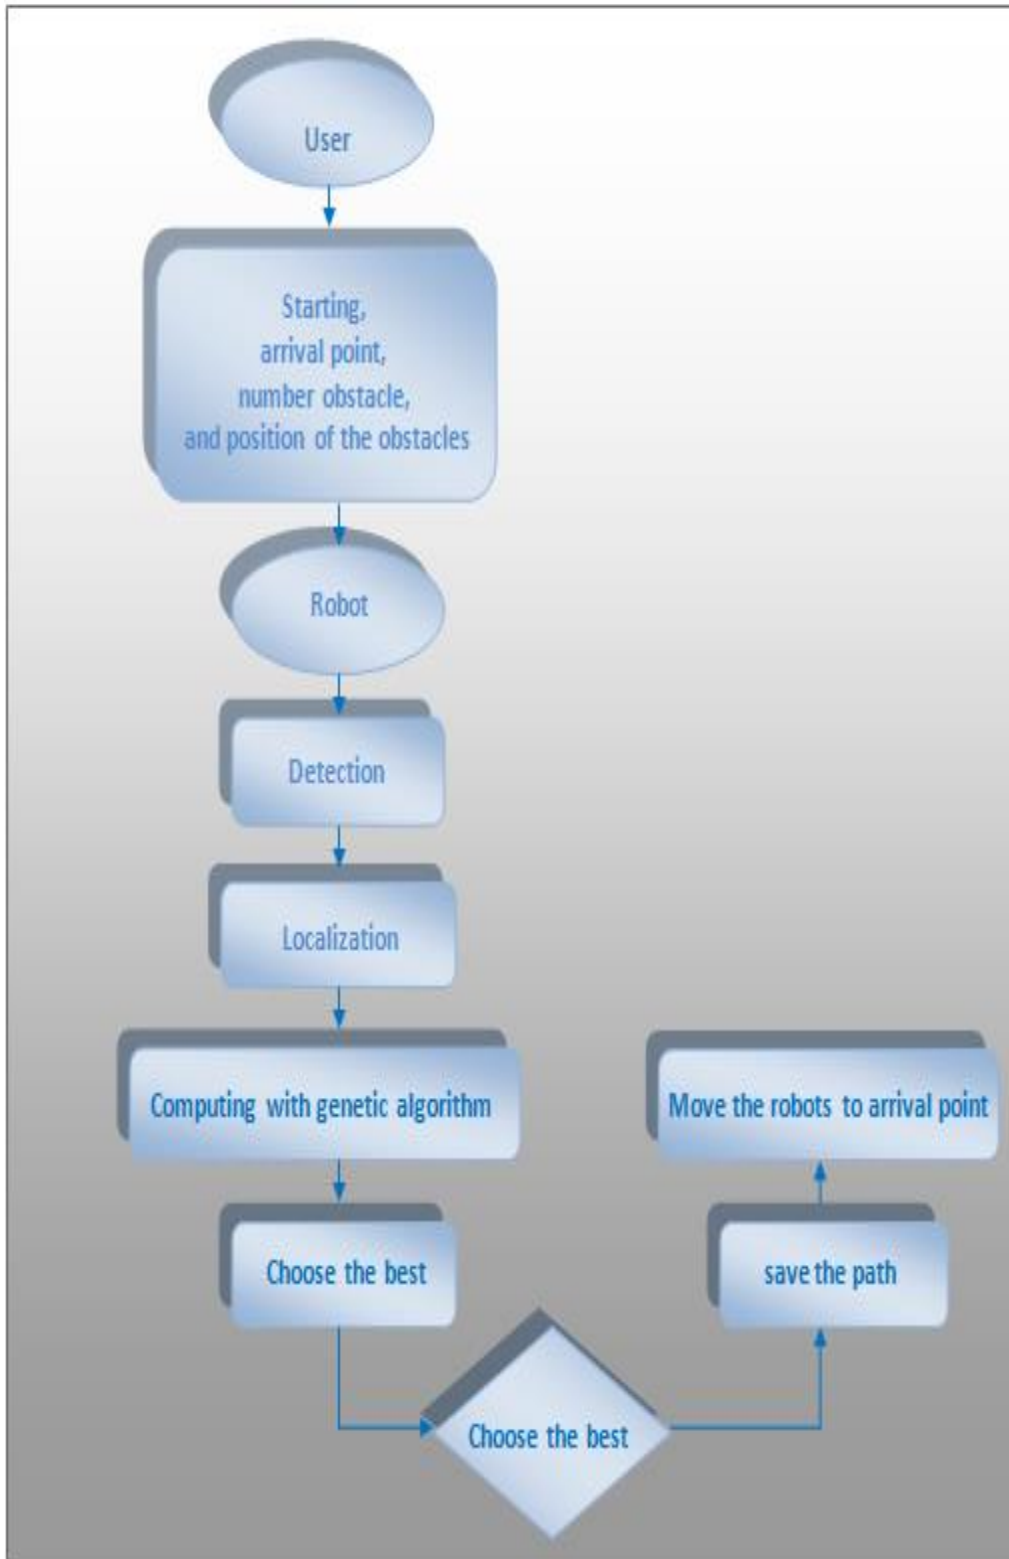 User
Starting,
arrival point,
number obstacle,
and position of the obstacles
Robot
Detection
Localization
Computing with genetic algorithm
Choose the best
Choose the best
save the path
Move the robots to arrival point